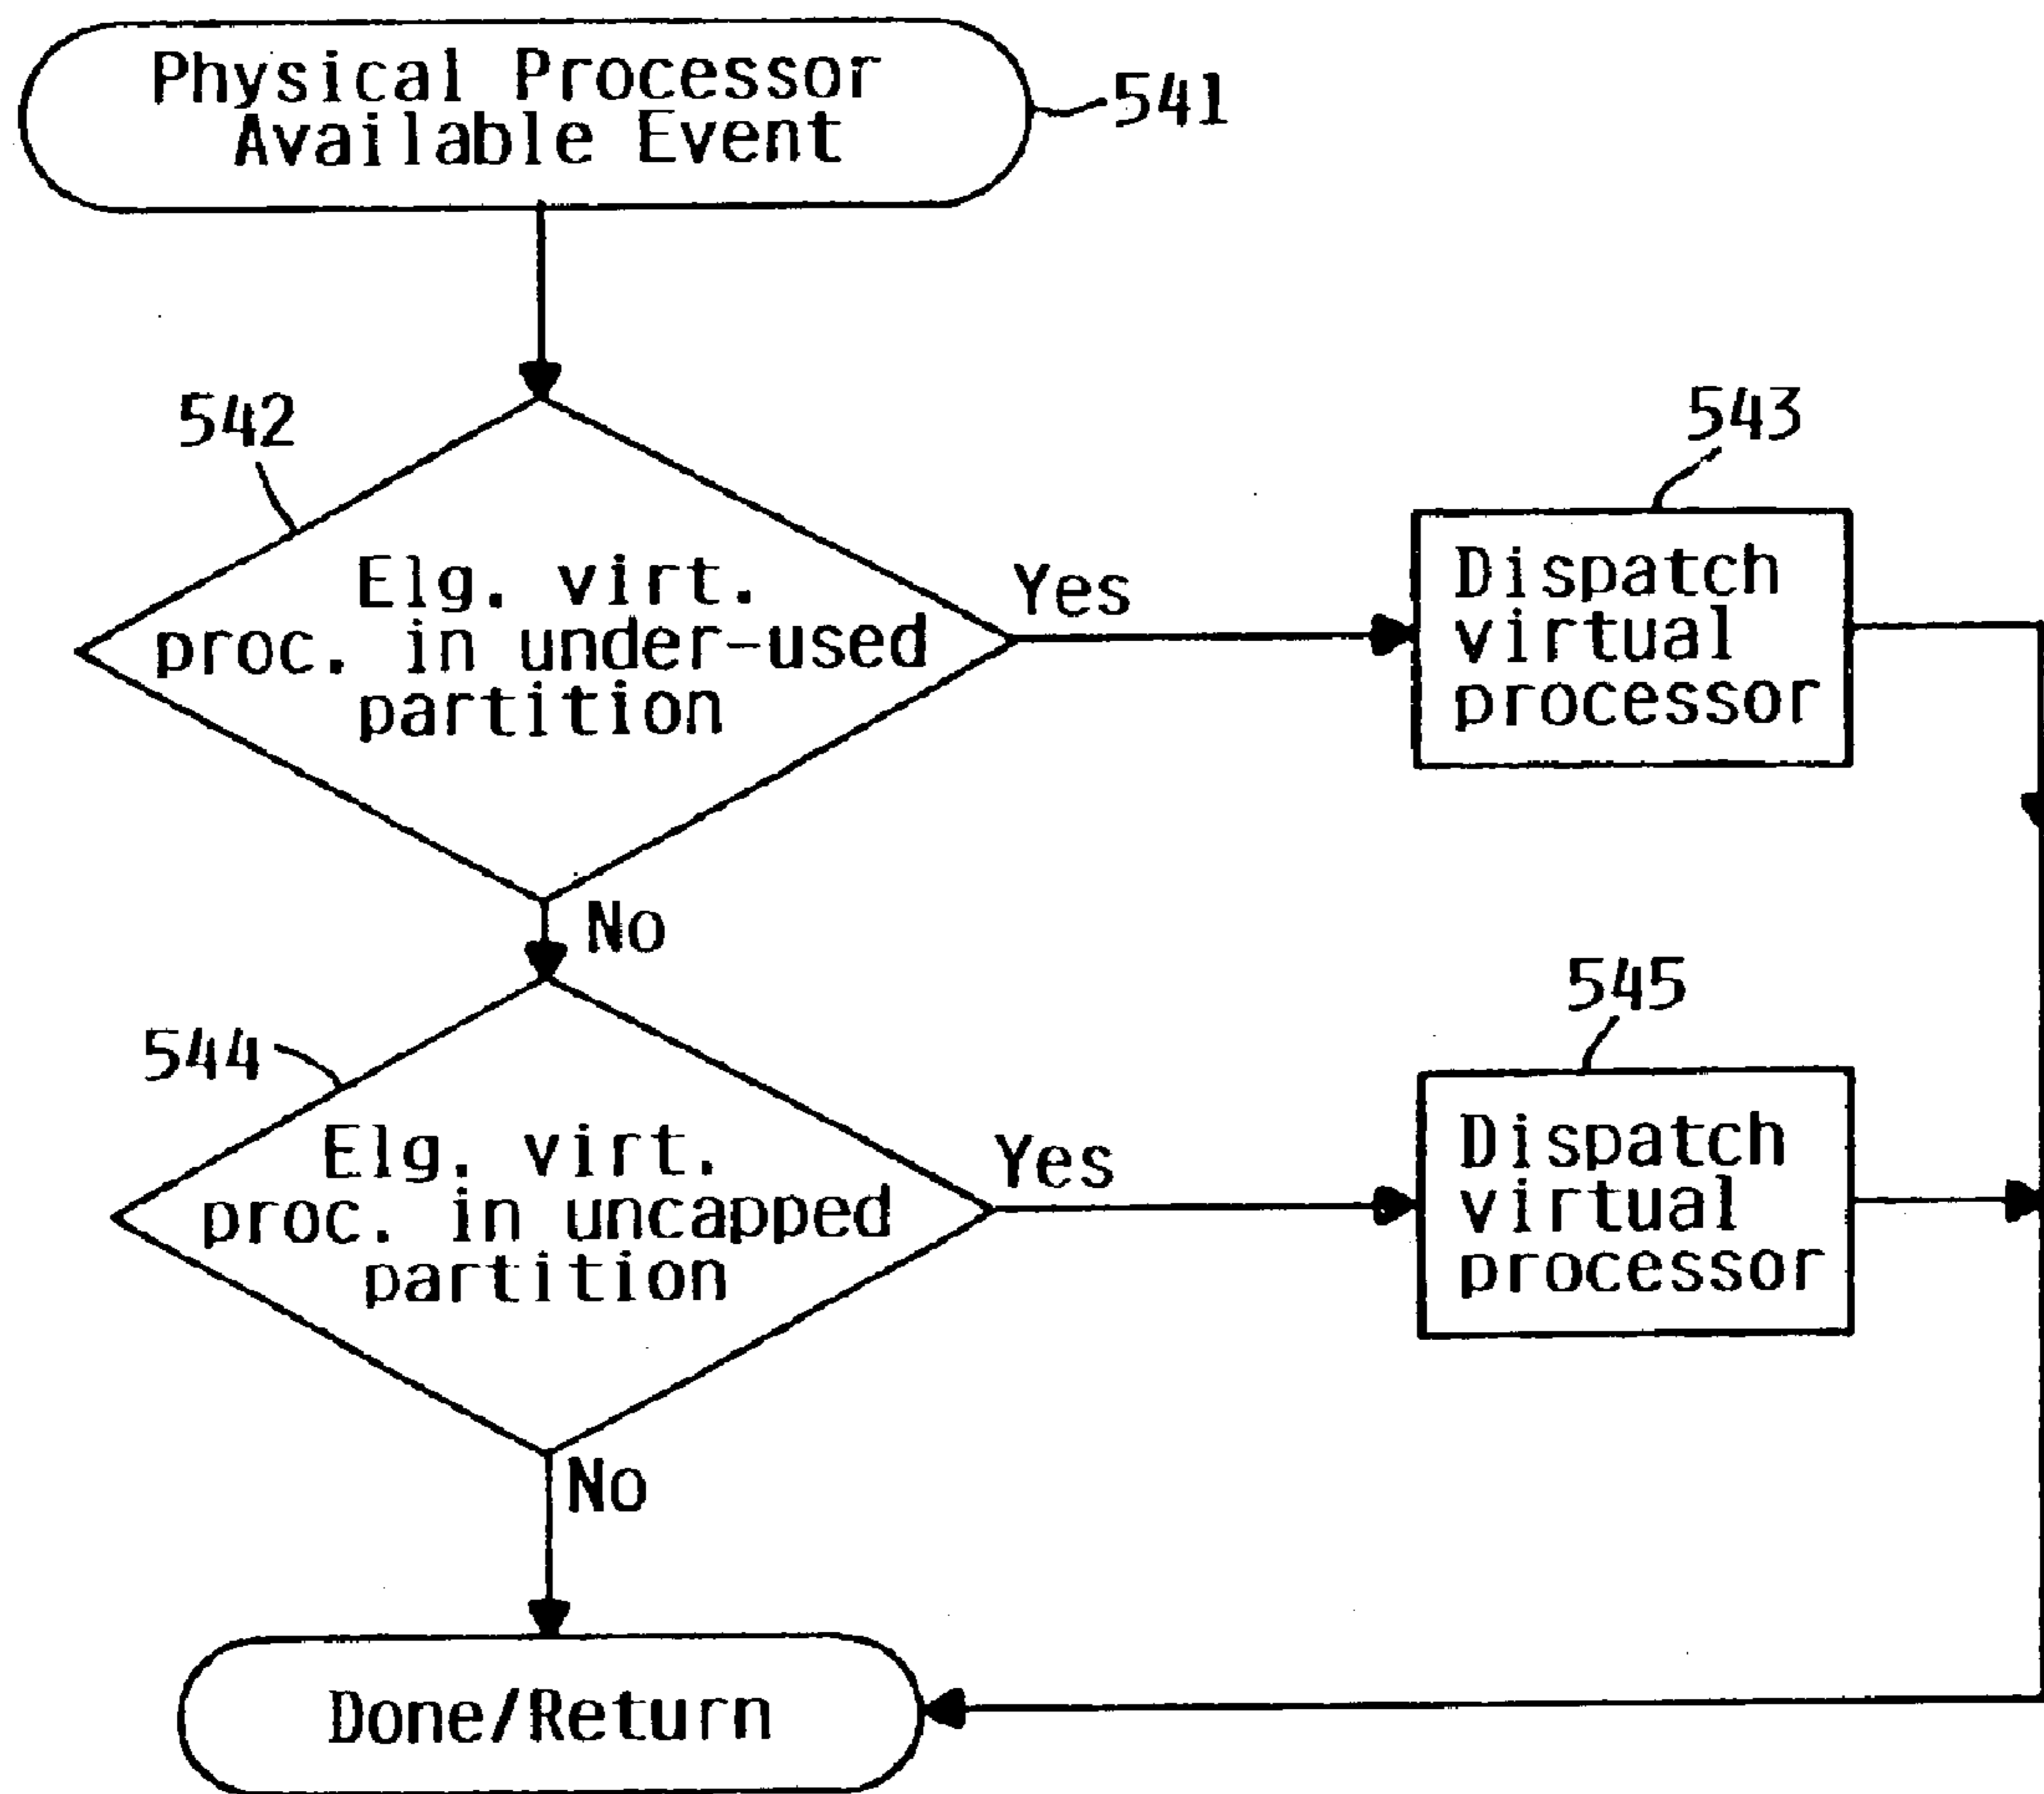 Physical Processor
Available Event
541
542
Elg. virt.
proc. in under-used
partition
Yes
543
Dispatch
virtual
processor
No
544
Elg. virt.
proc. in uncapped
partition
Yes
545
Dispatch
virtual
processor
No
Done/Return